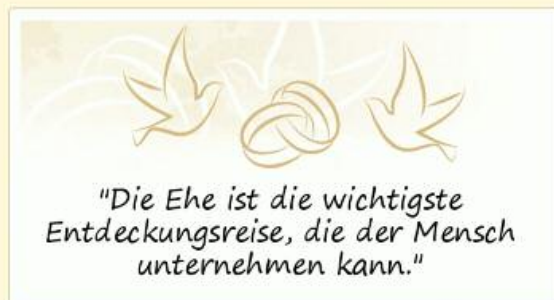 "Die Ehe ist die wichtigste
Entdeckungsreise, die der Mensch
unternehmen kann."